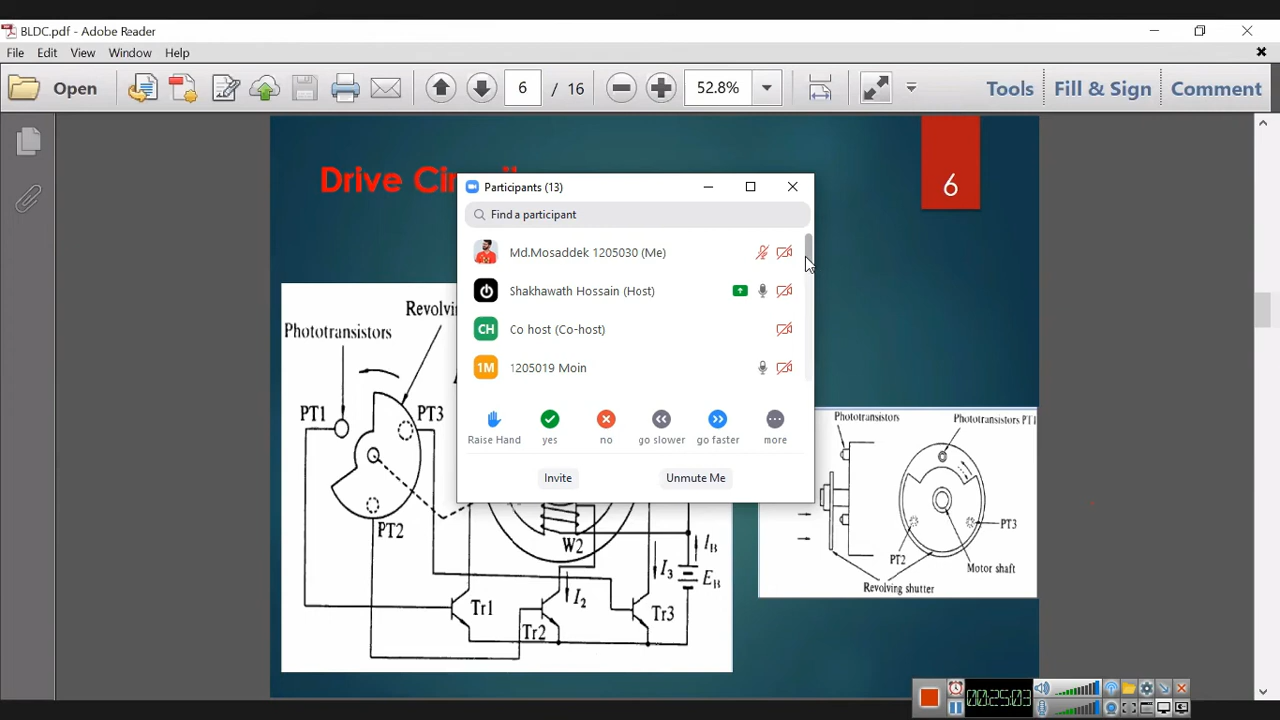 BLDC.pdf - Adobe Reader
File Edit View Window Help
Open 6 / 16 52.8% Tools Fill & Sign Comment
6
Participants (13)
Find a participant
Md.Mosaddek 1205030 (Me)
Shakhawath Hossain (Host)
CH Co host (Co-host)
1M 1205019 Moin
Raise Hand yes no go slower go faster more
Invite Unmute Me
Phototransistors
PT1
PT3
PT2
W2
I2
I3
IB
EB
Tr1
Tr2
Tr3
Phototransistors
Phototransistors PT1
PT3
PT2
Motor shaft
Revolving shutter
00:25:03